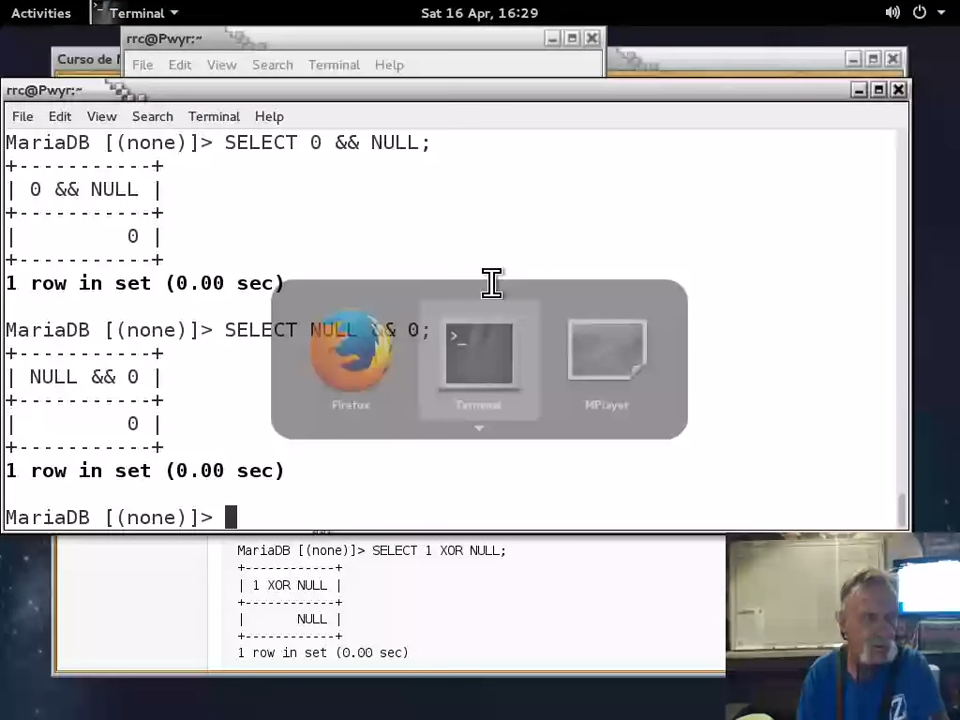 Activities Terminal Sat 16 Apr, 16:29
rrc@Pwyr:~
File Edit View Search Terminal Help
Curso de
rrc@Pwyr:~
File Edit View Search Terminal Help
MariaDB [(none)]> SELECT 0 && NULL;
+-----------+
| 0 && NULL |
+-----------+
|         0 |
+-----------+
1 row in set (0.00 sec)
MariaDB [(none)]> SELECT NULL && 0;
+-----------+
| NULL && 0 |
+-----------+
|         0 |
+-----------+
1 row in set (0.00 sec)
MariaDB [(none)]>
Firefox Terminal MPlayer
MariaDB [(none)]> SELECT 1 XOR NULL;
+------------+
| 1 XOR NULL |
+------------+
|       NULL |
+------------+
1 row in set (0.00 sec)